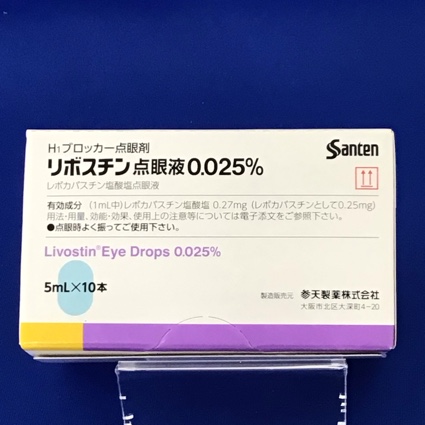 H1ブロッカー点眼剤
Santen
リボスチン点眼液0.025%
レボカバスチン塩酸塩点眼液
有効成分 (1mL中)レボカバスチン塩酸塩 0.27mg (レボカバスチンとして0.25mg)
用法・用量、効能・効果、使用上の注意等については電子添文をご参照下さい。
●点眼時よく振ってご使用下さい。
Livostin®Eye Drops 0.025%
5mL×10本
製造販売元 参天製薬株式会社
大阪市北区大深町4-20